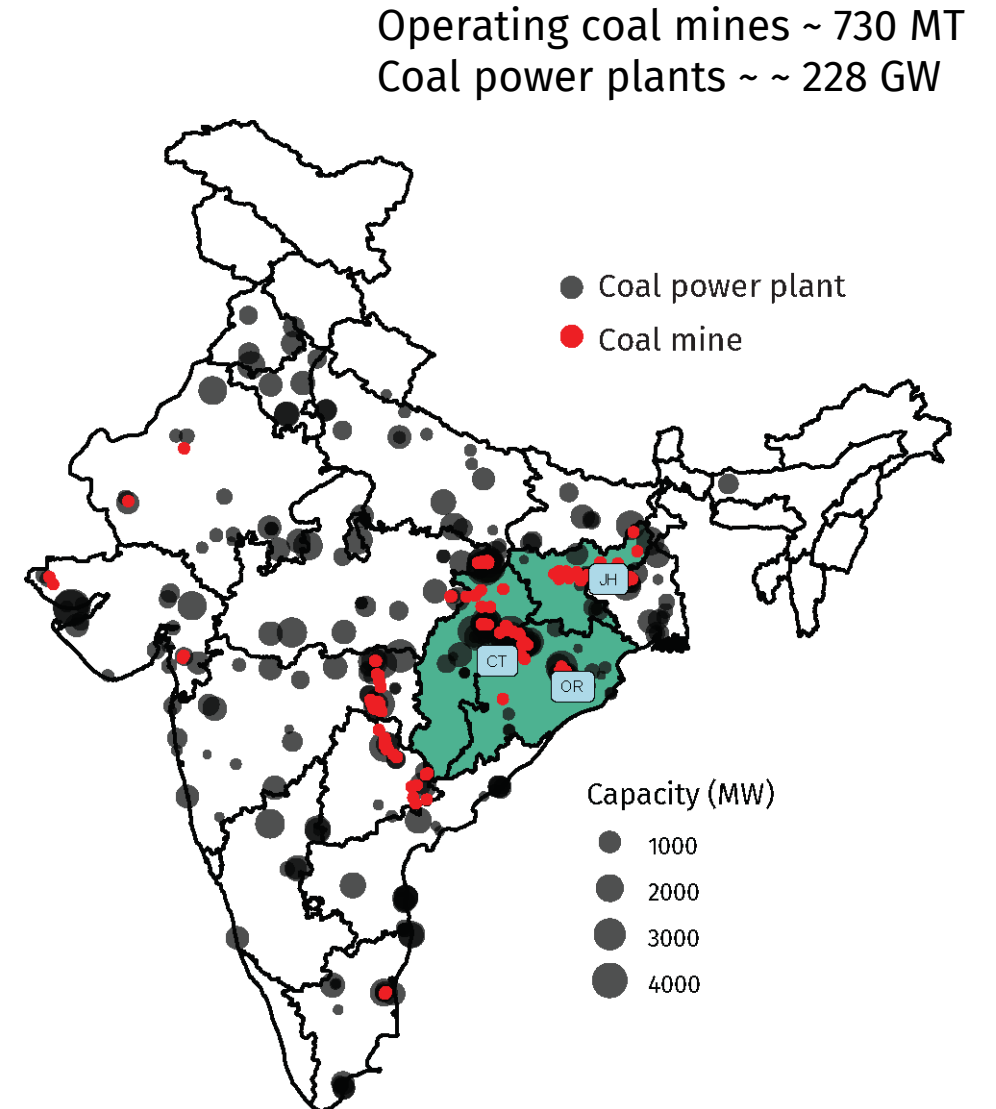 Operating coal mines ~ 730 MT
Coal power plants ~ ~ 228 GW
Coal power plant
Coal mine
JH
CT
OR
Capacity (MW)
1000
2000
3000
4000